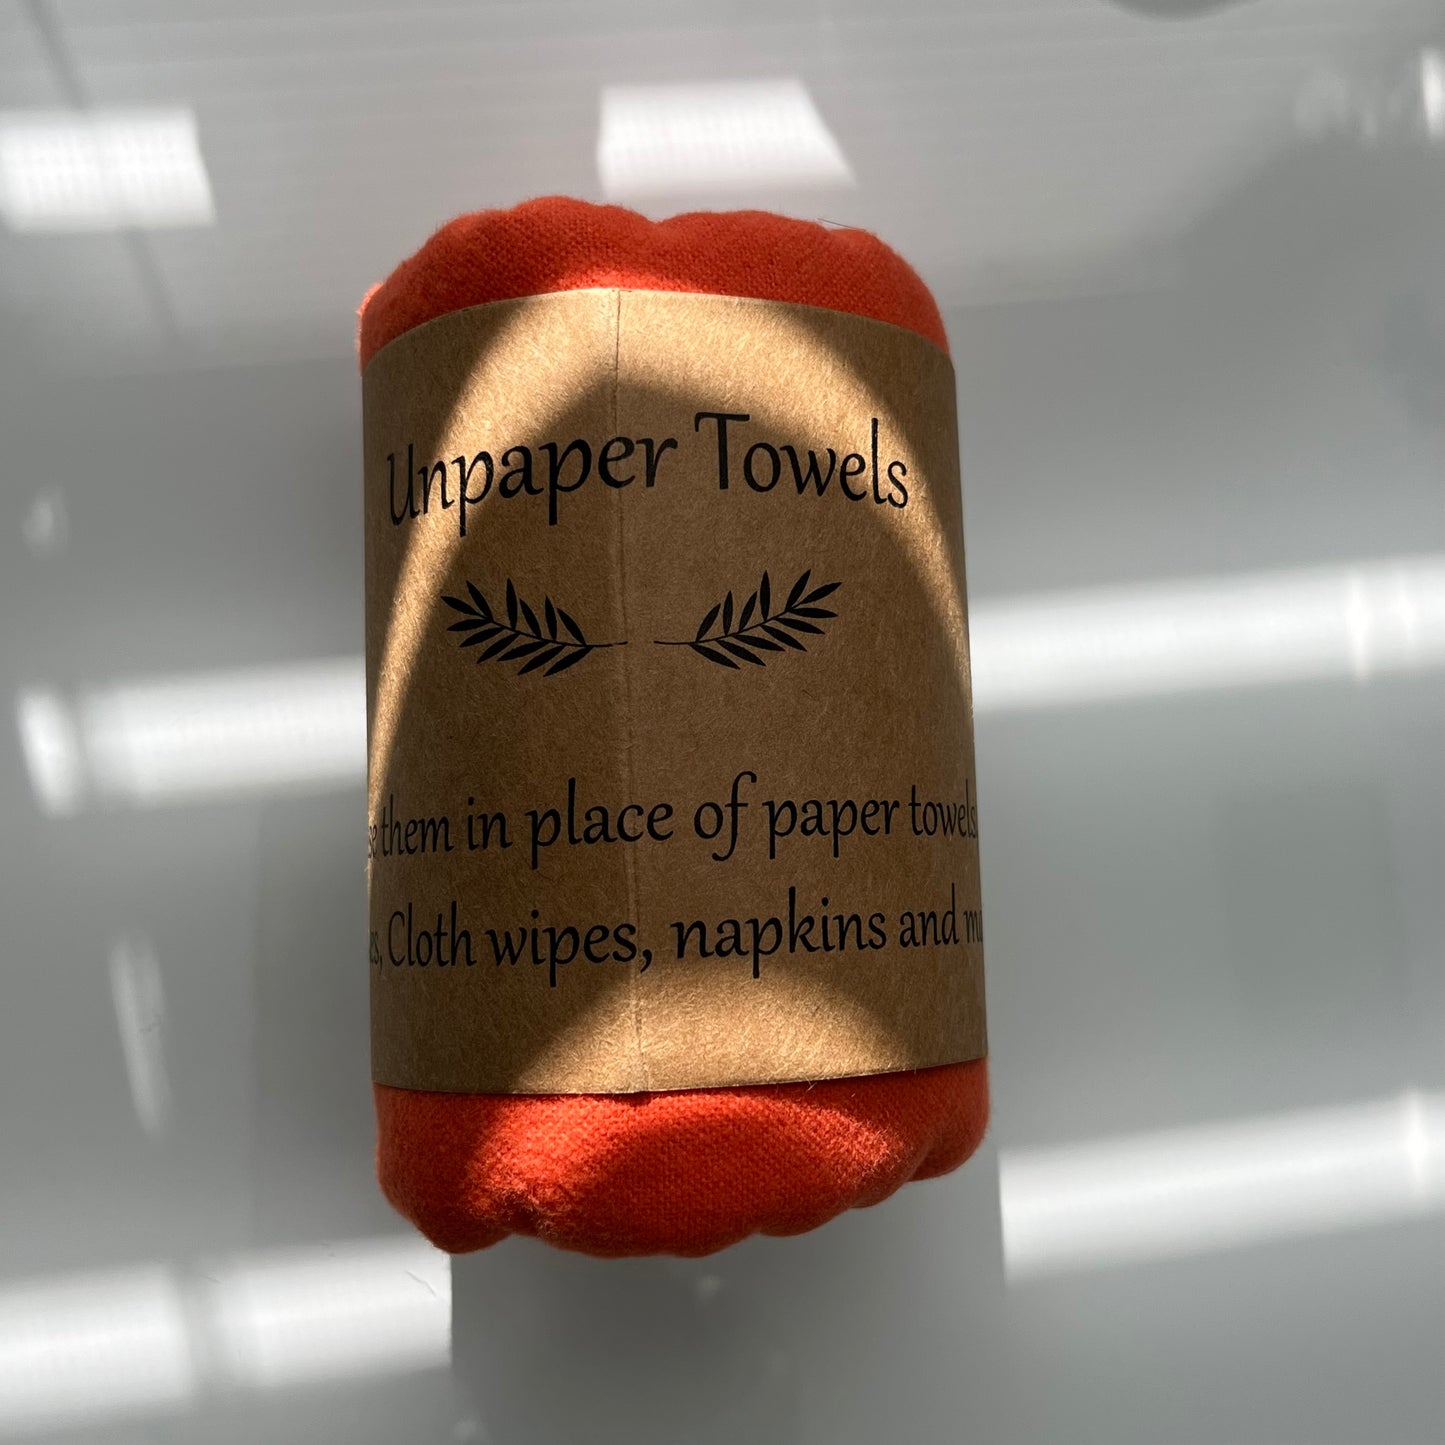 Unpaper Towels
them in place of paper towels!
Cloth wipes, napkins and